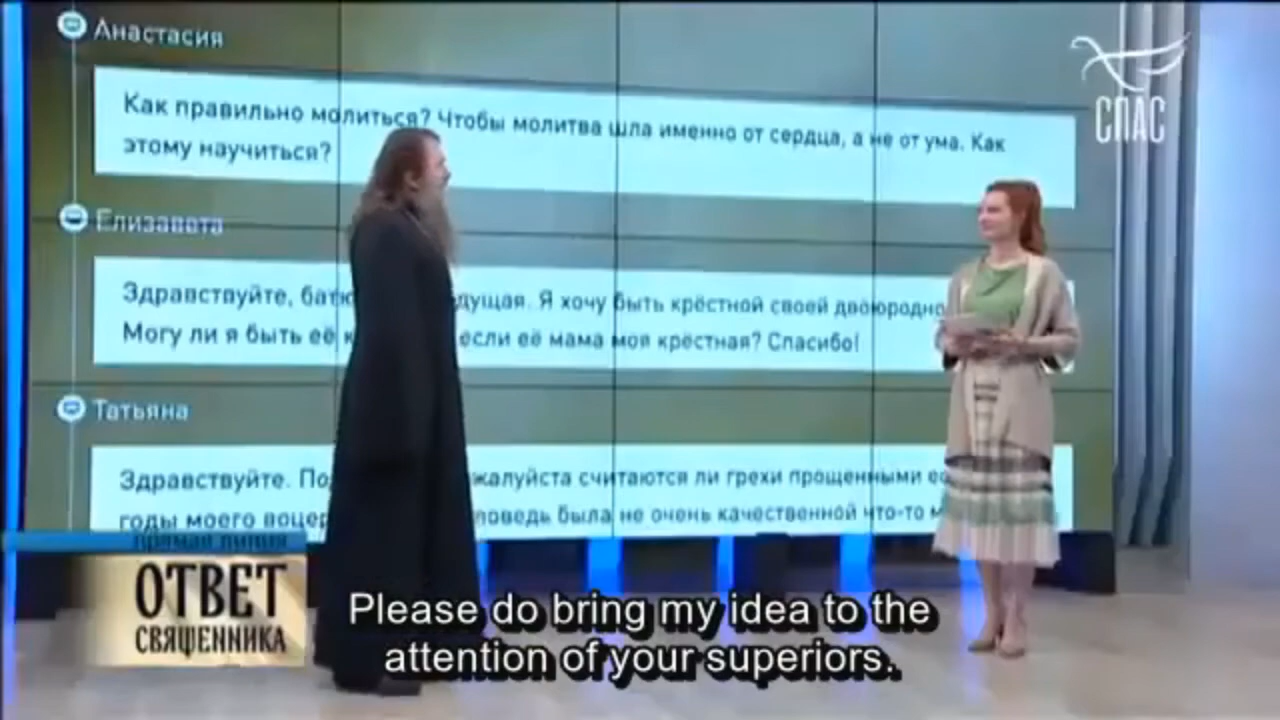 Анастасия
СПАС
Как правильно молиться? Чтобы молитва шла именно от сердца, а не от ума. Как
этому научиться?
Елизавета
Здравствуйте, дущая. Я хочу быть крёстной своей двоюродно
Могу ли я быть её если её мама моя крёстная? Спасибо!
Татьяна
Здравствуйте. По жалуйста считаются ли грехи прощенными
годы моего воцер поведь была не очень качественной что-то
прямая линия
ОТВЕТ
СВЯЩЕННИКА
Please do bring my idea to the
attention of your superiors.